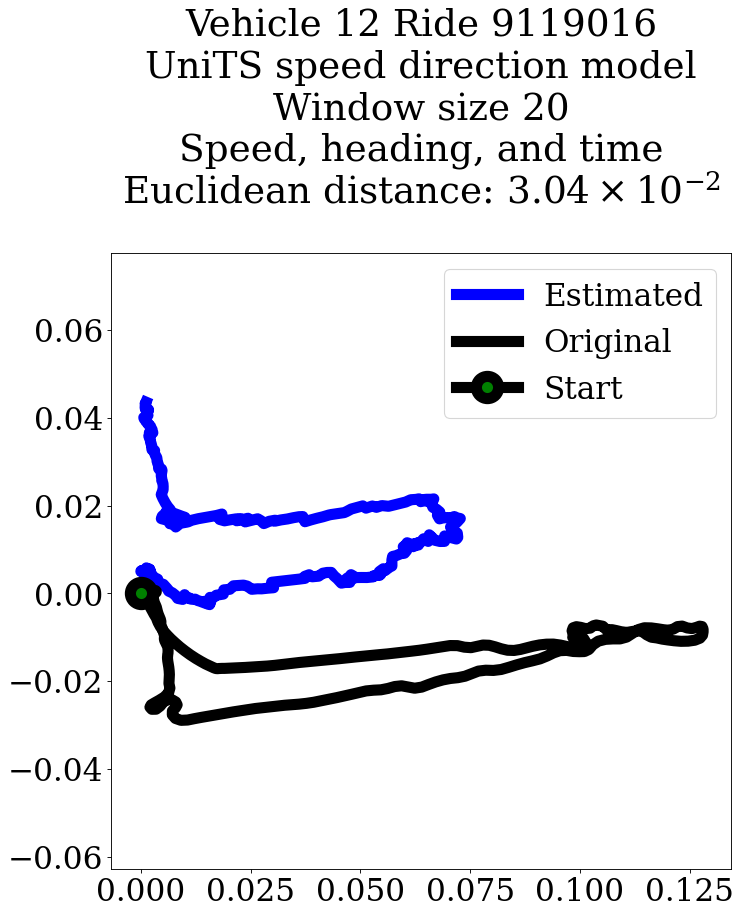 Vehicle 12 Ride 9119016
UniTS speed direction model
Window size 20
Speed, heading, and time
Euclidean distance: 3.04 × 10⁻²
Estimated
Original
Start
0.06
0.04
0.02
0.00
−0.02
−0.04
−0.06
0.000 0.025 0.050 0.075 0.100 0.125